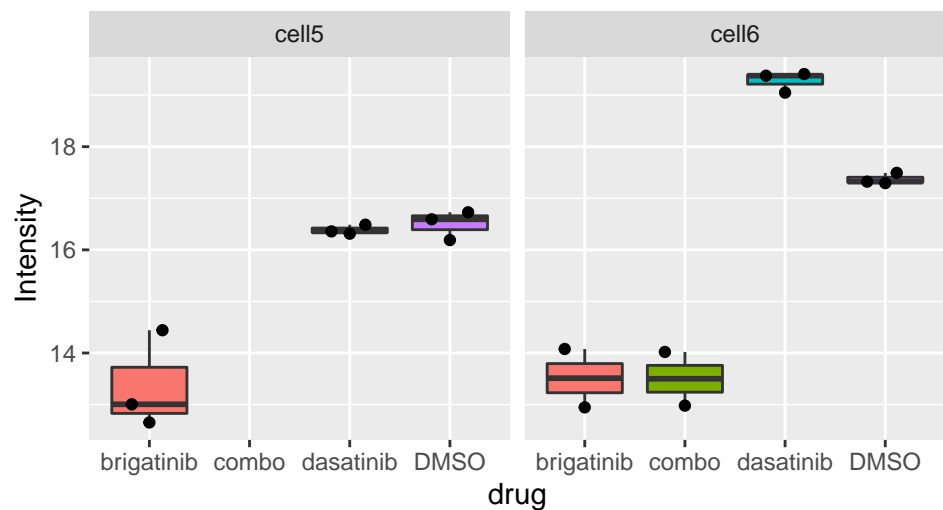 cell5 cell6
Intensity
18
16
14
brigatinib combo dasatinib DMSO brigatinib combo dasatinib DMSO
drug